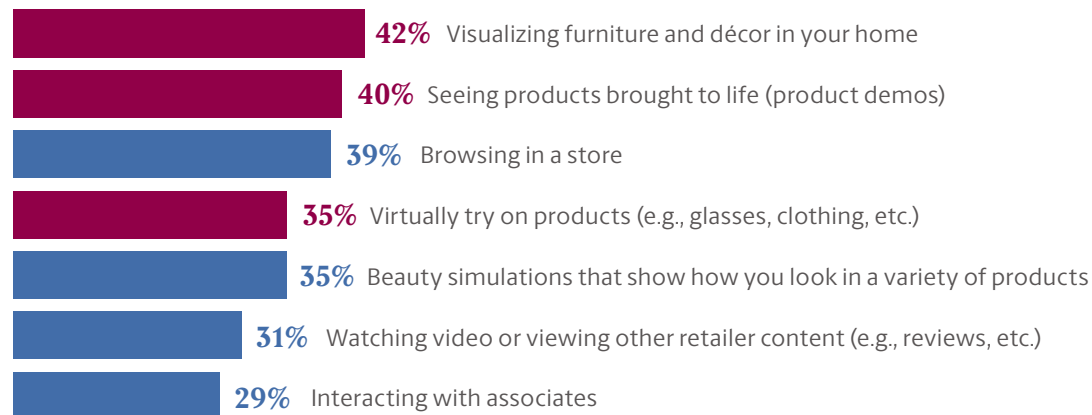 42% Visualizing furniture and décor in your home
40% Seeing products brought to life (product demos)
39% Browsing in a store
35% Virtually try on products (e.g., glasses, clothing, etc.)
35% Beauty simulations that show how you look in a variety of products
31% Watching video or viewing other retailer content (e.g., reviews, etc.)
29% Interacting with associates